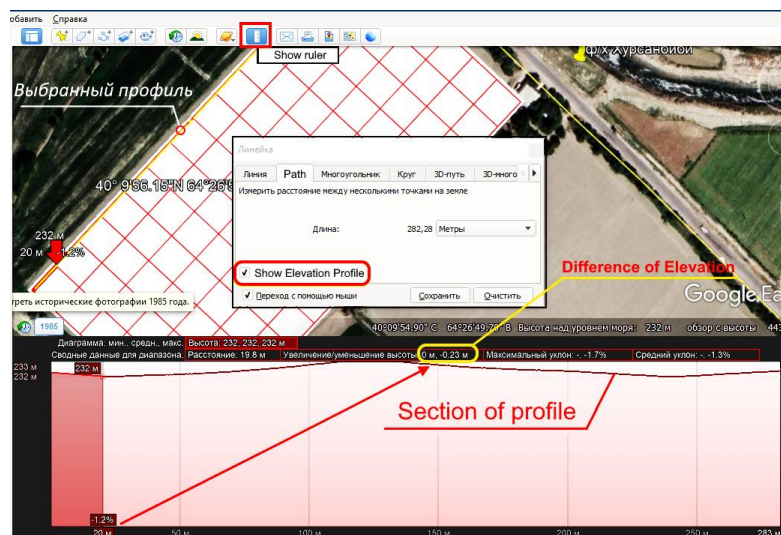 обавить Справка
Show ruler
ф/х Хурсандой
Выбранный профиль
Линейка
Линия Path Многоугольник Круг 3D-путь 3D-много
Измерить расстояние между несколькими точками на земле
40° 9'56.15"N 64°26'5
Длина: 282,28 Метры
232 м
20 м -1.2%
Show Elevation Profile
Difference of Elevation
Переход с помощью мыши Сохранить Очистить
треть исторические фотографии 1985 года.
Google Ea
1985
40°09'54.90" С 64°26'49.70" В Высота над уровнем моря: 232 м обзор с высоты 443
Диаграмма: мин., средн., макс. Высота: 232, 232, 232 м
Сводные данные для диапазона: Расстояние: 19.8 м Увеличение/уменьшение высоты: 0 м, -0.23 м Максимальный уклон: -, -1.7% Средний уклон: -, -1.3%
233 м
232 м
232 м
Section of profile
-1.2%
20 м 50 м 100 м 150 м 200 м 250 м 283 м